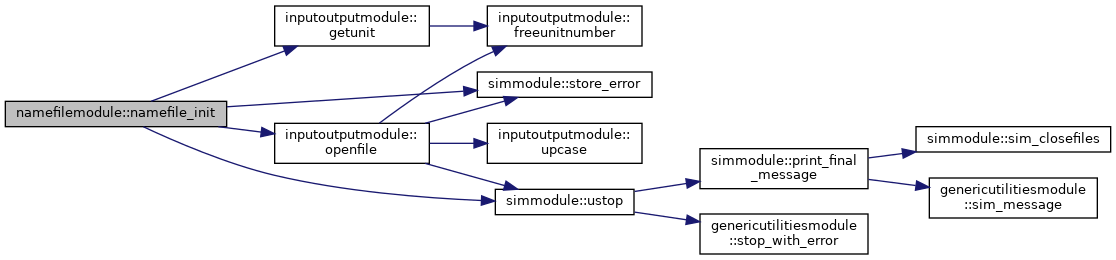 namefilemodule::namefile_init
inputoutputmodule::
getunit
inputoutputmodule::
freeunitnumber
simmodule::store_error
inputoutputmodule::
openfile
inputoutputmodule::
upcase
simmodule::ustop
simmodule::print_final
_message
simmodule::sim_closefiles
genericutilitiesmodule
::sim_message
genericutilitiesmodule
::stop_with_error